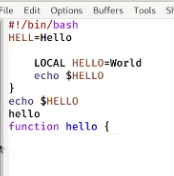 File Edit Options Buffers Tools S
#!/bin/bash
HELL=Hello
LOCAL HELLO=World
echo $HELLO
}
echo $HELLO
hello
function hello {